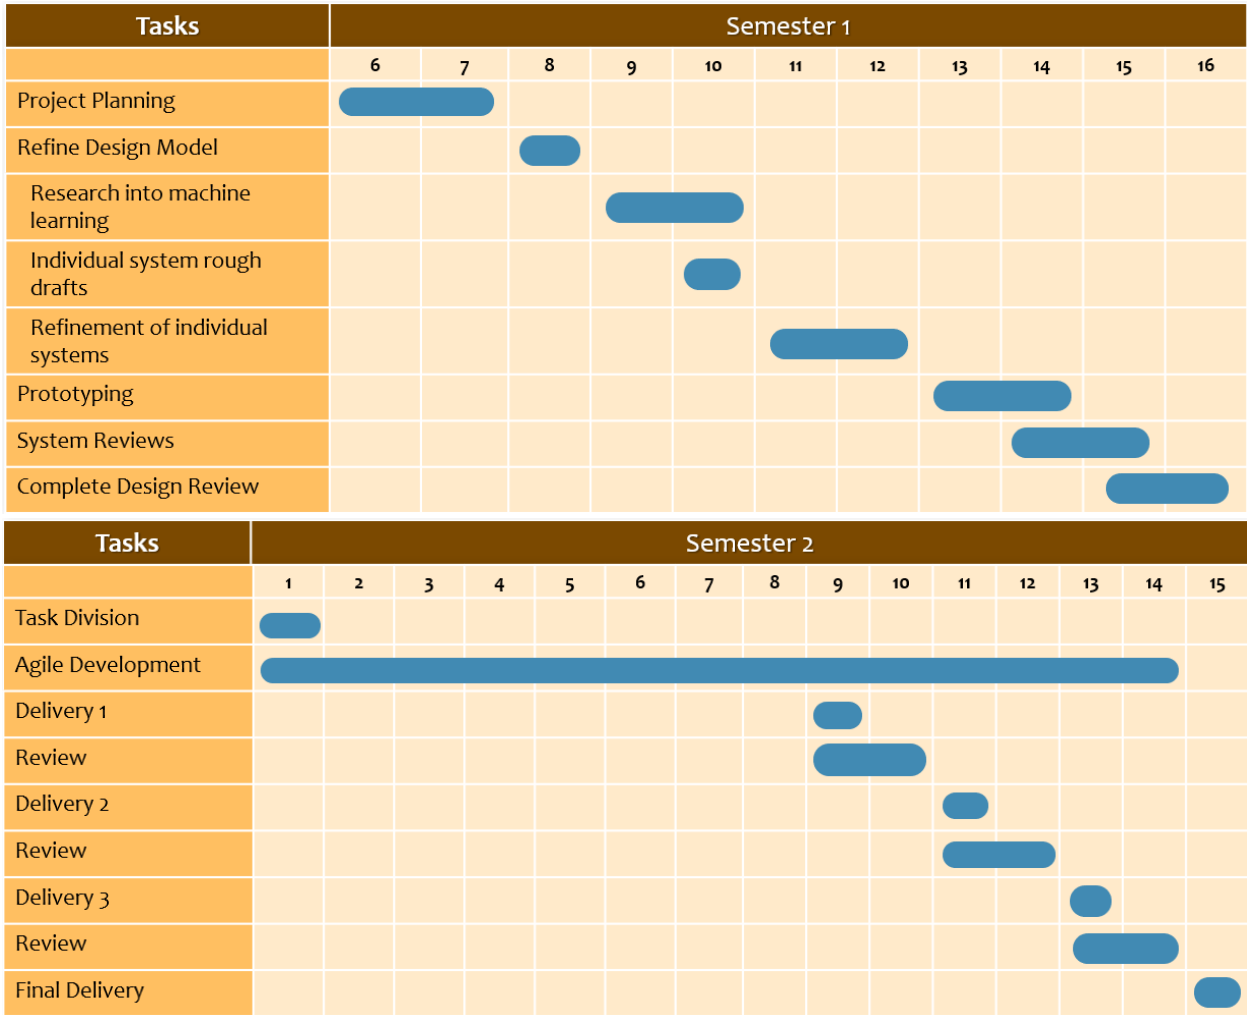 Tasks Semester 1
6 7 8 9 10 11 12 13 14 15 16
Project Planning
Refine Design Model
Research into machine
learning
Individual system rough
drafts
Refinement of individual
systems
Prototyping
System Reviews
Complete Design Review
Tasks Semester 2
1 2 3 4 5 6 7 8 9 10 11 12 13 14 15
Task Division
Agile Development
Delivery 1
Review
Delivery 2
Review
Delivery 3
Review
Final Delivery